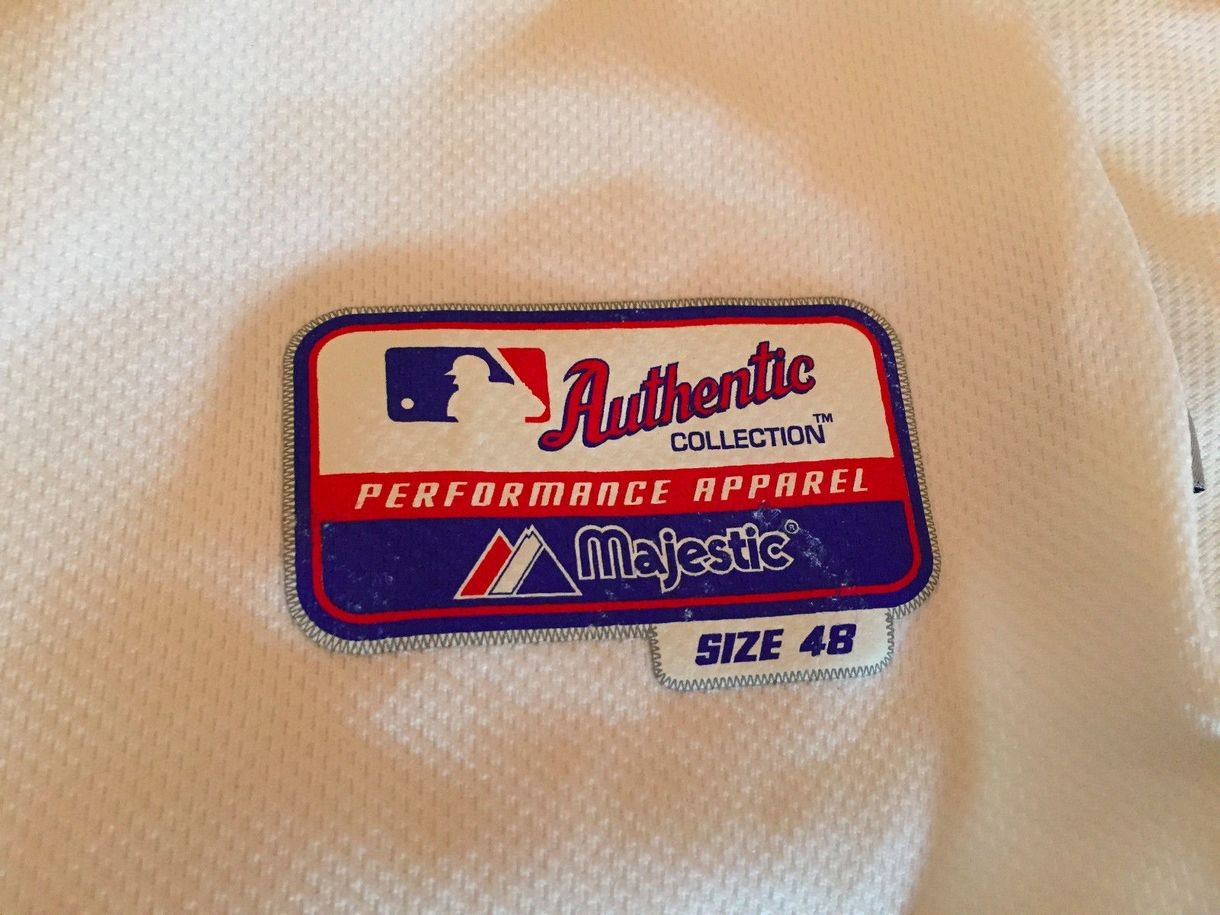 Authentic
COLLECTION™
PERFORMANCE APPAREL
Majestic®
SIZE 48